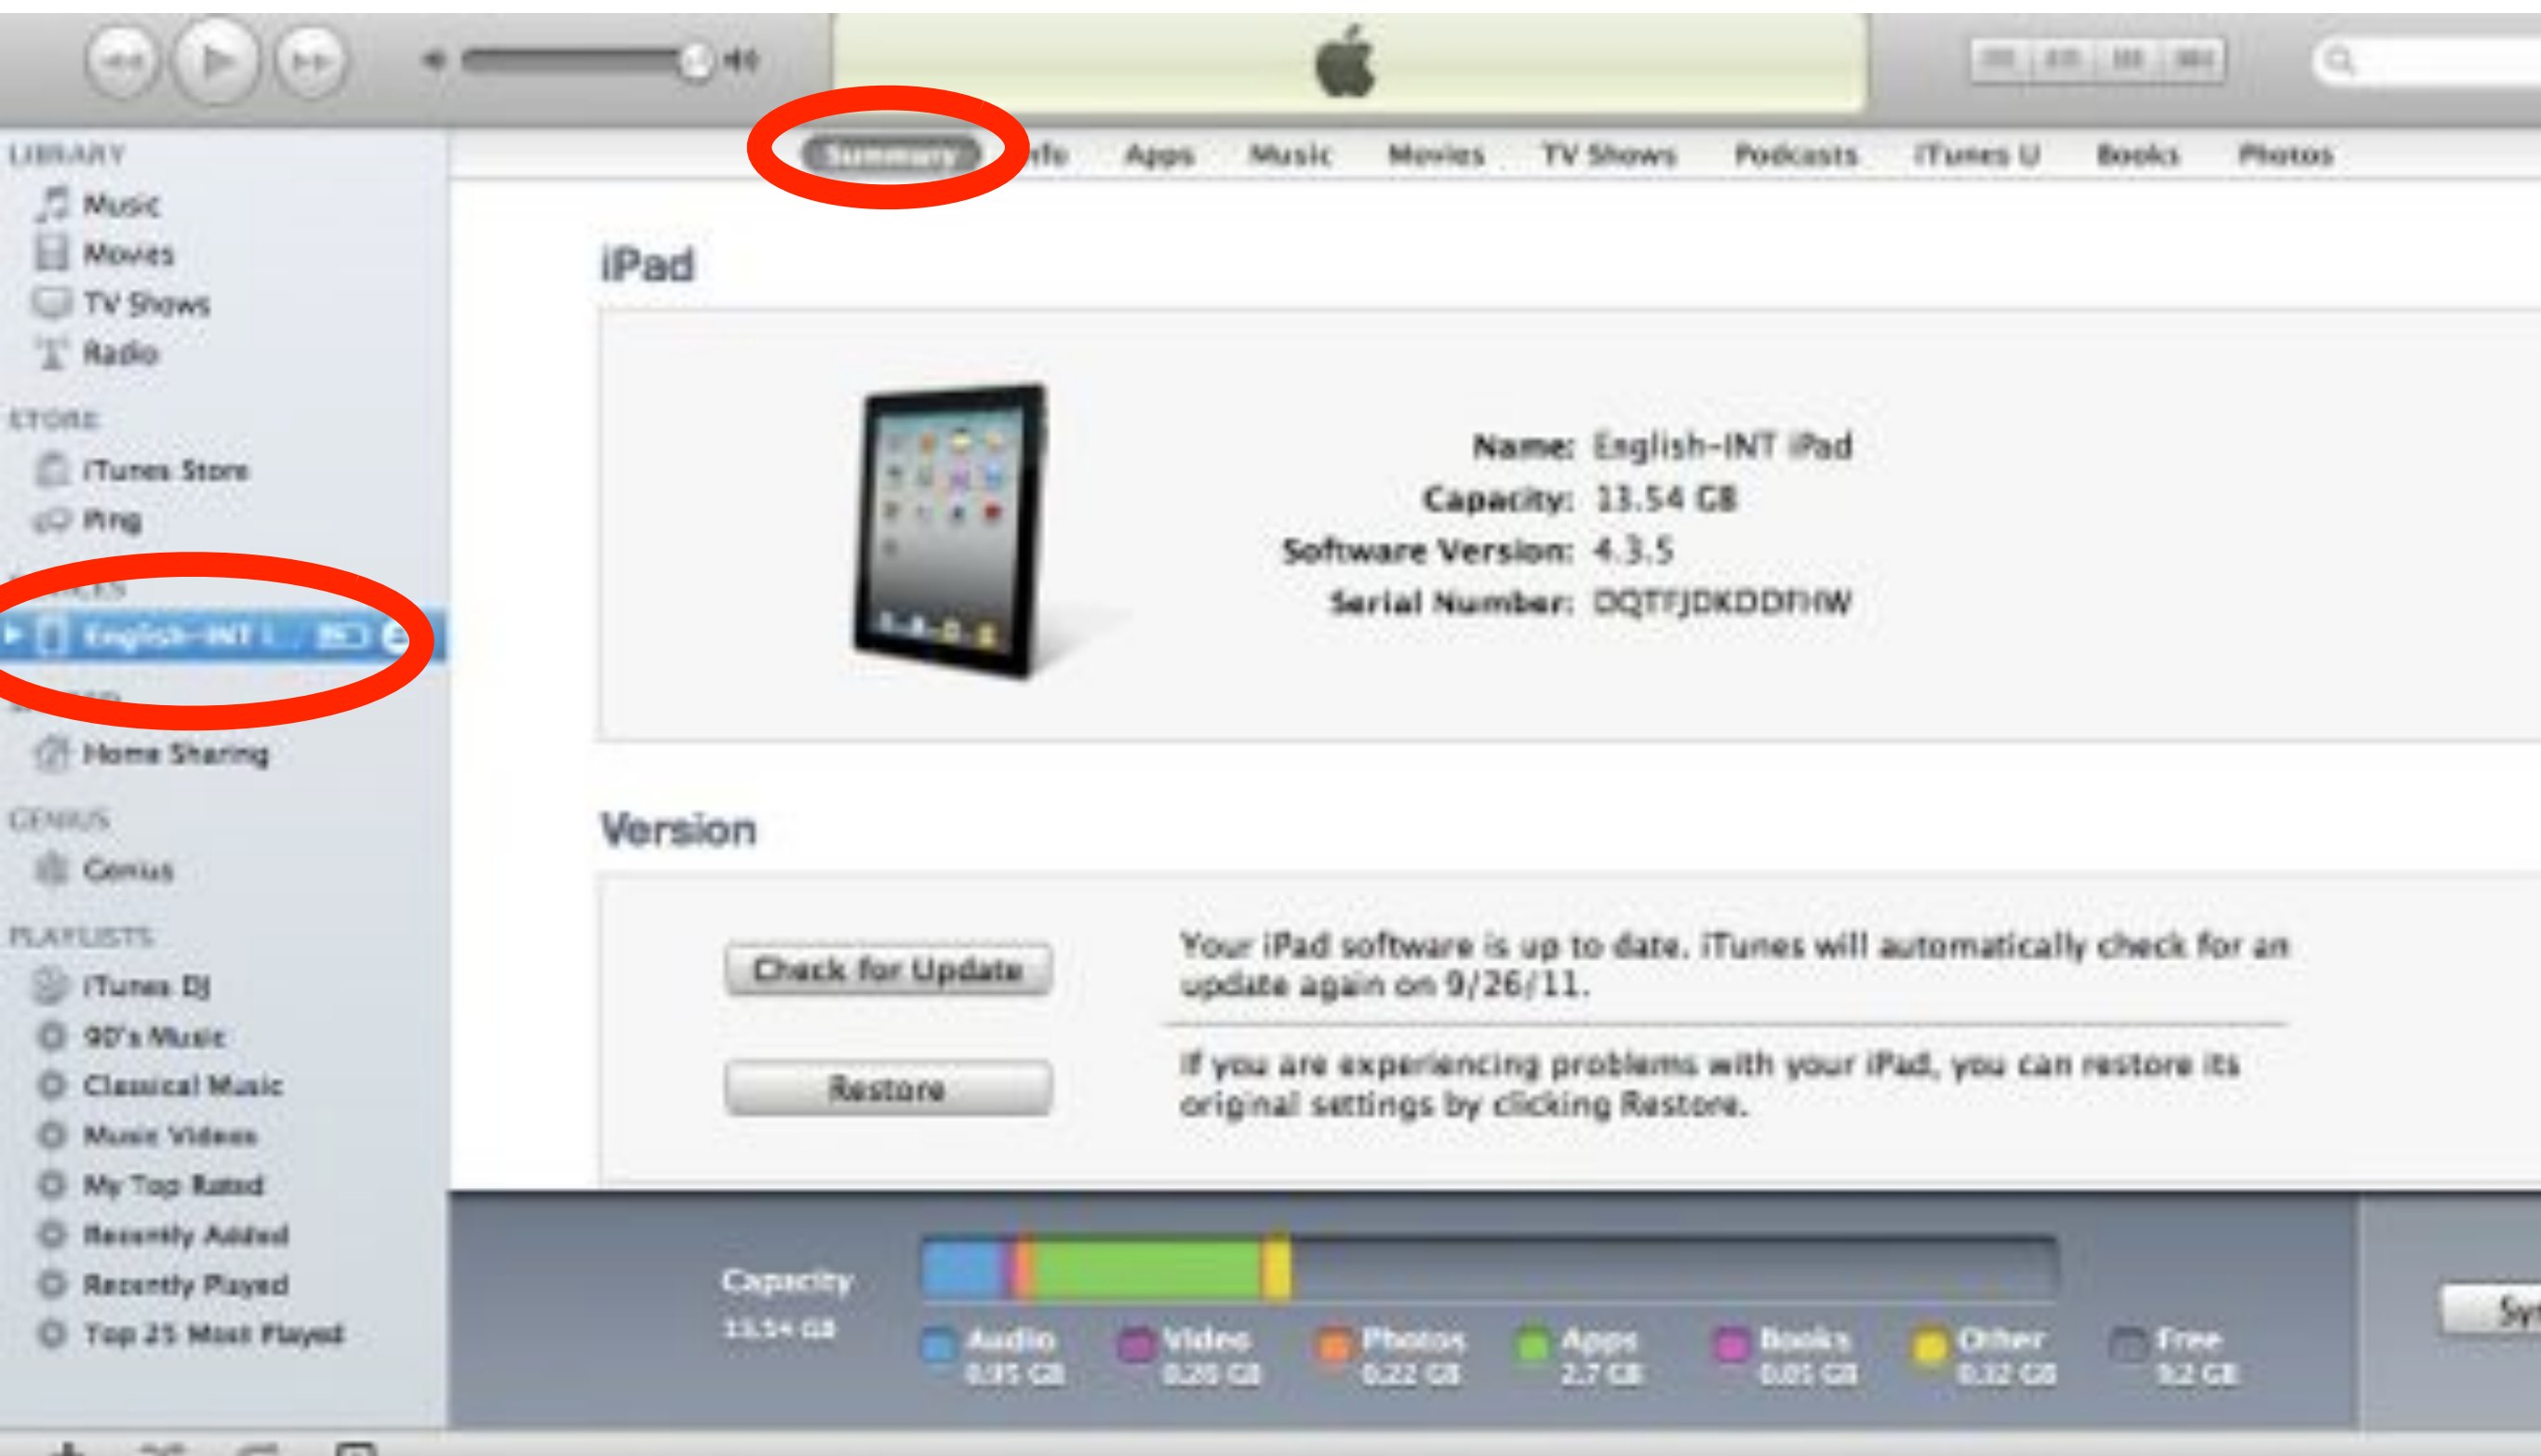 Summary Apps Music Movies TV Shows Podcasts iTunes U Books Photos
LIBRARY
Music
Movies
TV Shows
Radio
STORE
iTunes Store
Ping
English-INT i...
Home Sharing
GENIUS
Genius
PLAYLISTS
iTunes DJ
90's Music
Classical Music
Music Videos
My Top Rated
Recently Added
Recently Played
Top 25 Most Played
iPad
Name: English-INT iPad
Capacity: 13.54 GB
Software Version: 4.3.5
Serial Number:
Version
Check for Update
Your iPad software is up to date. iTunes will automatically check for an
update again on 9/26/11.
Restore
If you are experiencing problems with your iPad, you can restore its
original settings by clicking Restore.
Capacity
13.54 GB
Audio
0.95 GB
Video
0.20 GB
Photos
0.22 GB
Apps
2.7 GB
Books
0.05 GB
Other
0.32 GB
Free
9.2 GB